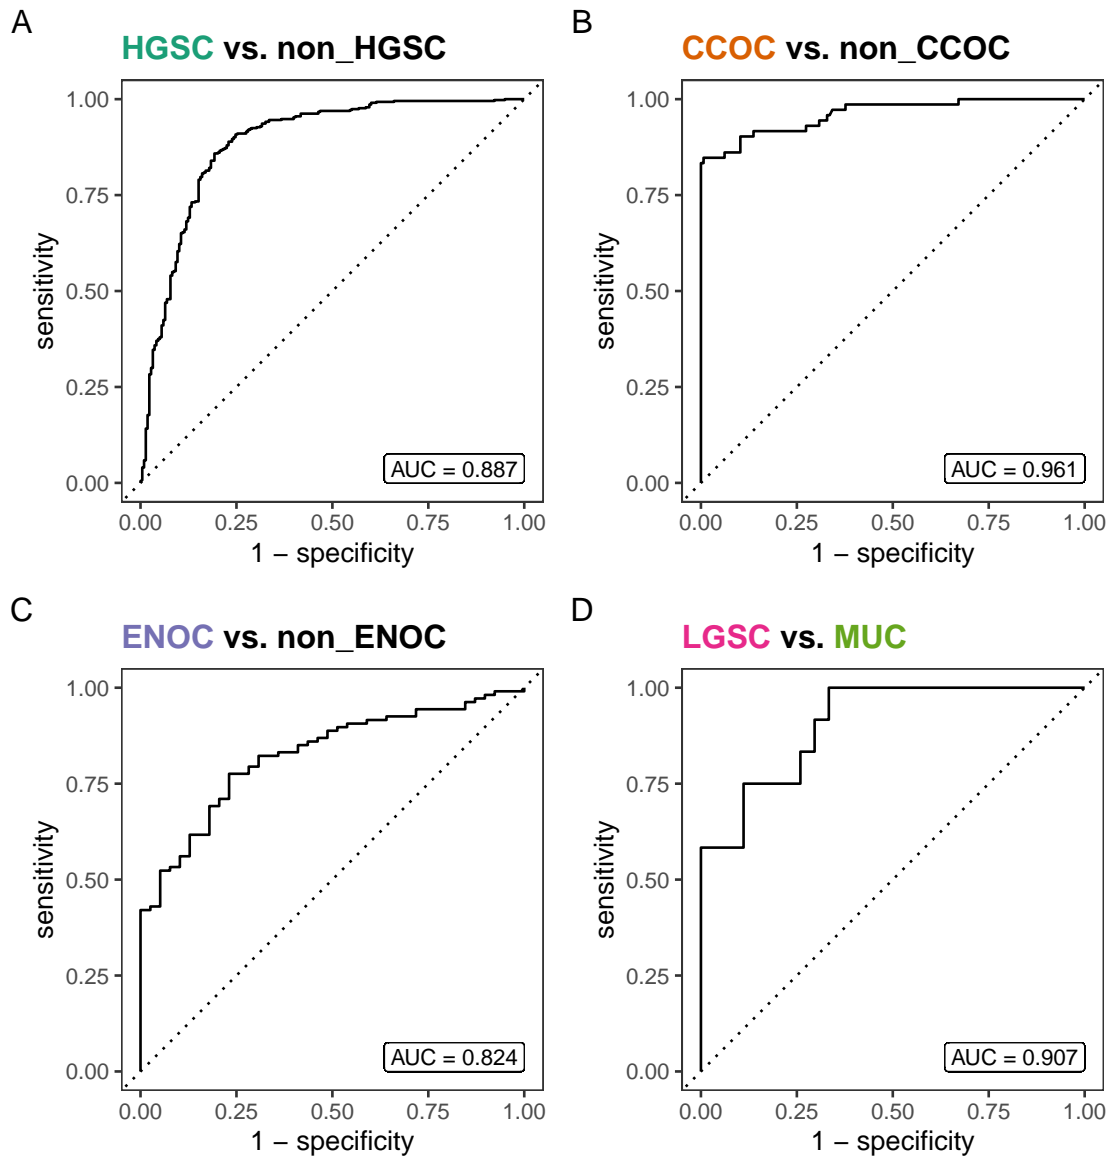 A
HGSC vs. non_HGSC
1.00
0.75
0.50
0.25
0.00
sensitivity
AUC = 0.887
0.00 0.25 0.50 0.75 1.00
1 − specificity
B
CCOC vs. non_CCOC
1.00
0.75
0.50
0.25
0.00
sensitivity
AUC = 0.961
0.00 0.25 0.50 0.75 1.00
1 − specificity
C
ENOC vs. non_ENOC
1.00
0.75
0.50
0.25
0.00
sensitivity
AUC = 0.824
0.00 0.25 0.50 0.75 1.00
1 − specificity
D
LGSC vs. MUC
1.00
0.75
0.50
0.25
0.00
sensitivity
AUC = 0.907
0.00 0.25 0.50 0.75 1.00
1 − specificity